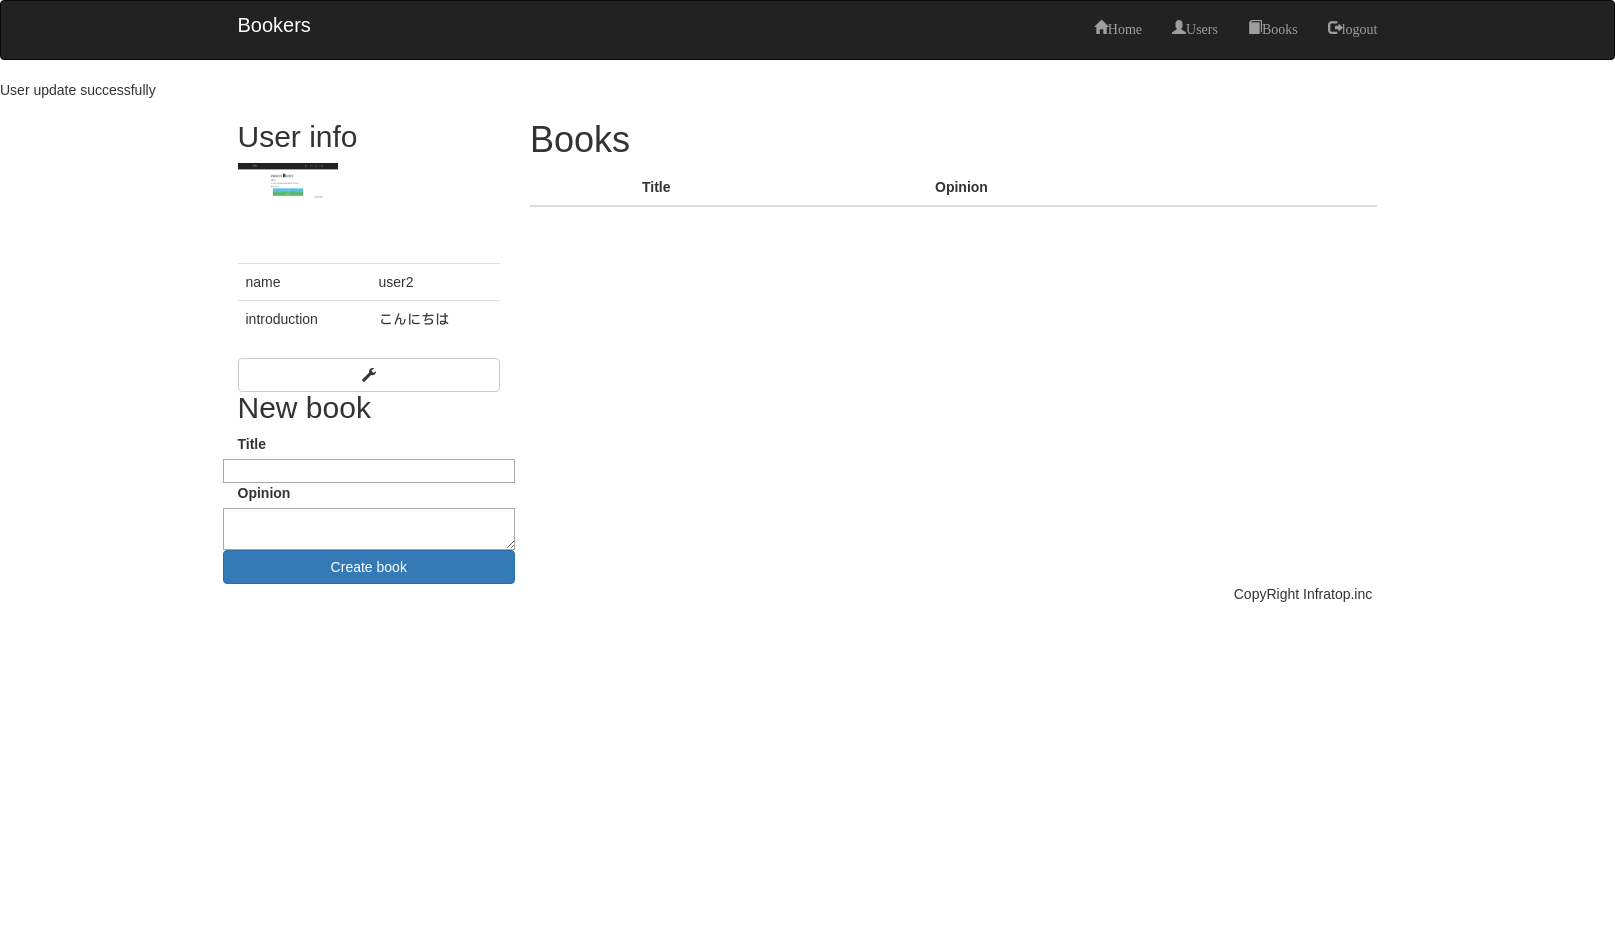 Bookers
Home Users Books logout
User update successfully
User info
name user2
introduction こんにちは
New book
Title
Opinion
Create book
Books
Title Opinion
CopyRight Infratop.inc